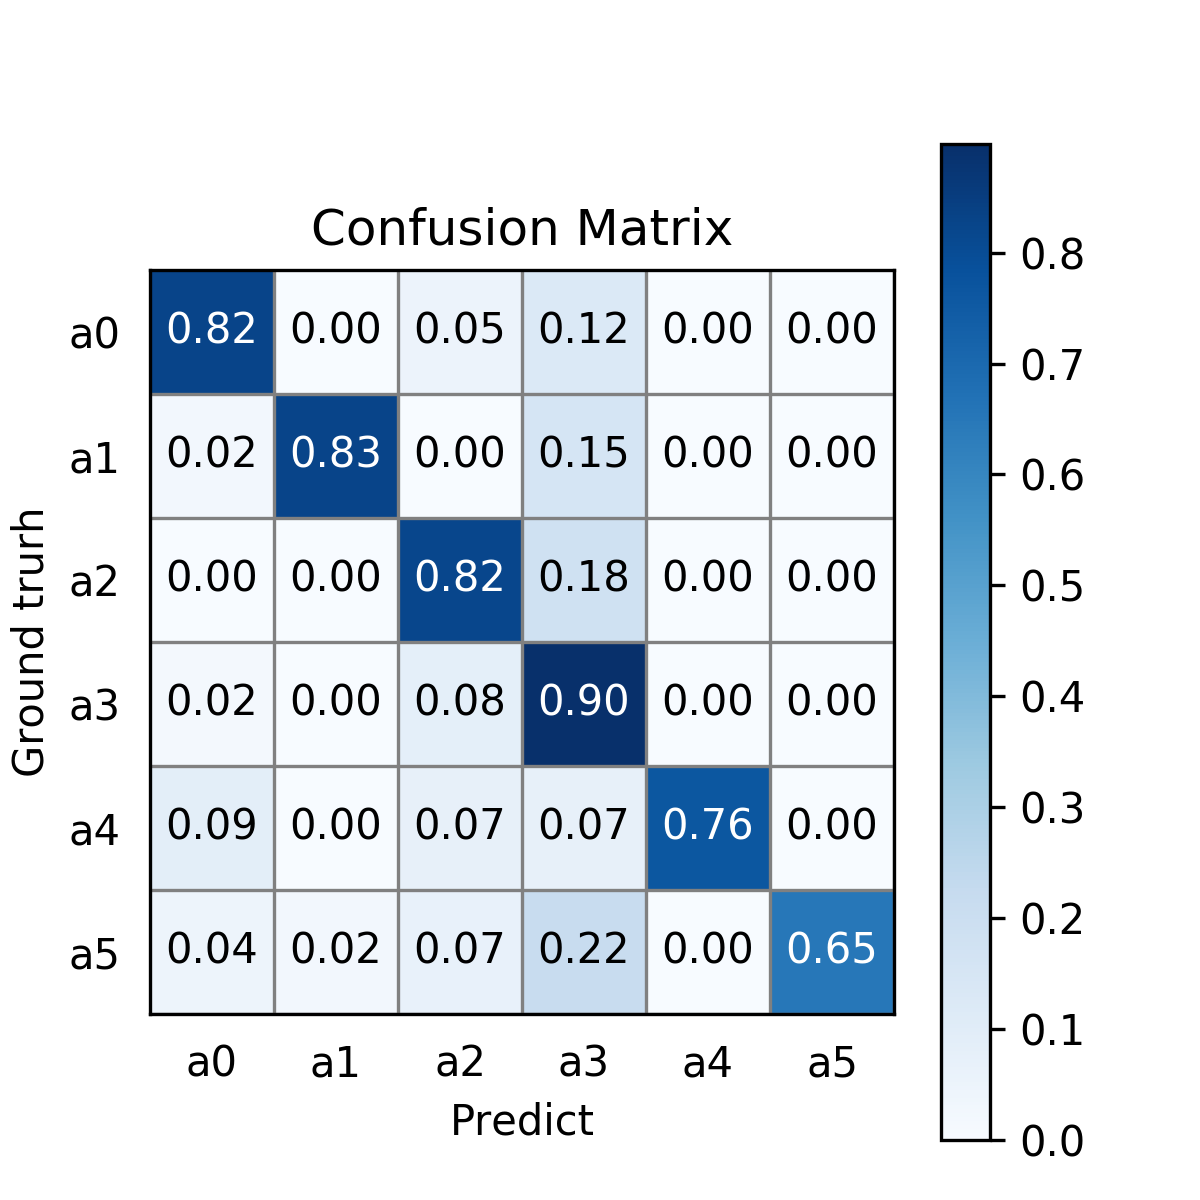 Confusion Matrix
a0 0.82 0.00 0.05 0.12 0.00 0.00
a1 0.02 0.83 0.00 0.15 0.00 0.00
a2 0.00 0.00 0.82 0.18 0.00 0.00
a3 0.02 0.00 0.08 0.90 0.00 0.00
a4 0.09 0.00 0.07 0.07 0.76 0.00
a5 0.04 0.02 0.07 0.22 0.00 0.65
a0 a1 a2 a3 a4 a5
Predict
Ground trurh
0.8
0.7
0.6
0.5
0.4
0.3
0.2
0.1
0.0